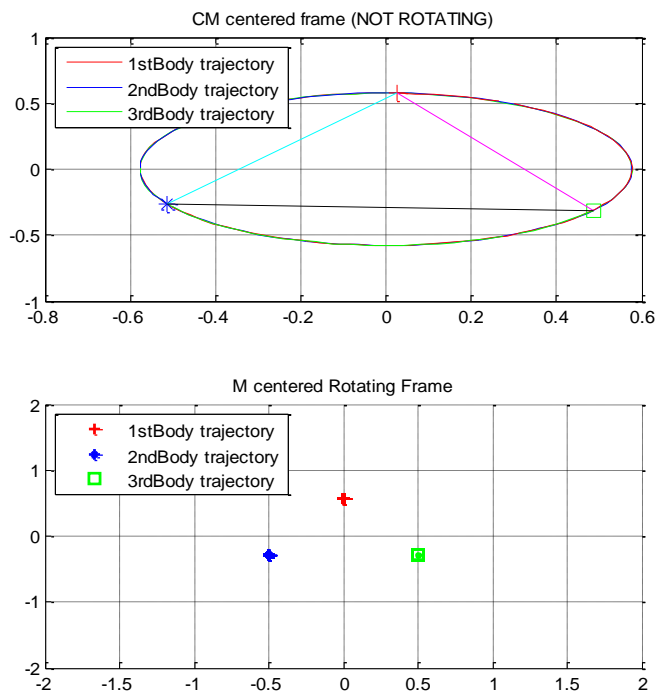 CM centered frame (NOT ROTATING)
1
0.5
0
-0.5
-1
1stBody trajectory
2ndBody trajectory
3rdBody trajectory
-0.8 -0.6 -0.4 -0.2 0 0.2 0.4 0.6
M centered Rotating Frame
2
1
0
-1
-2
1stBody trajectory
2ndBody trajectory
3rdBody trajectory
-2 -1.5 -1 -0.5 0 0.5 1 1.5 2